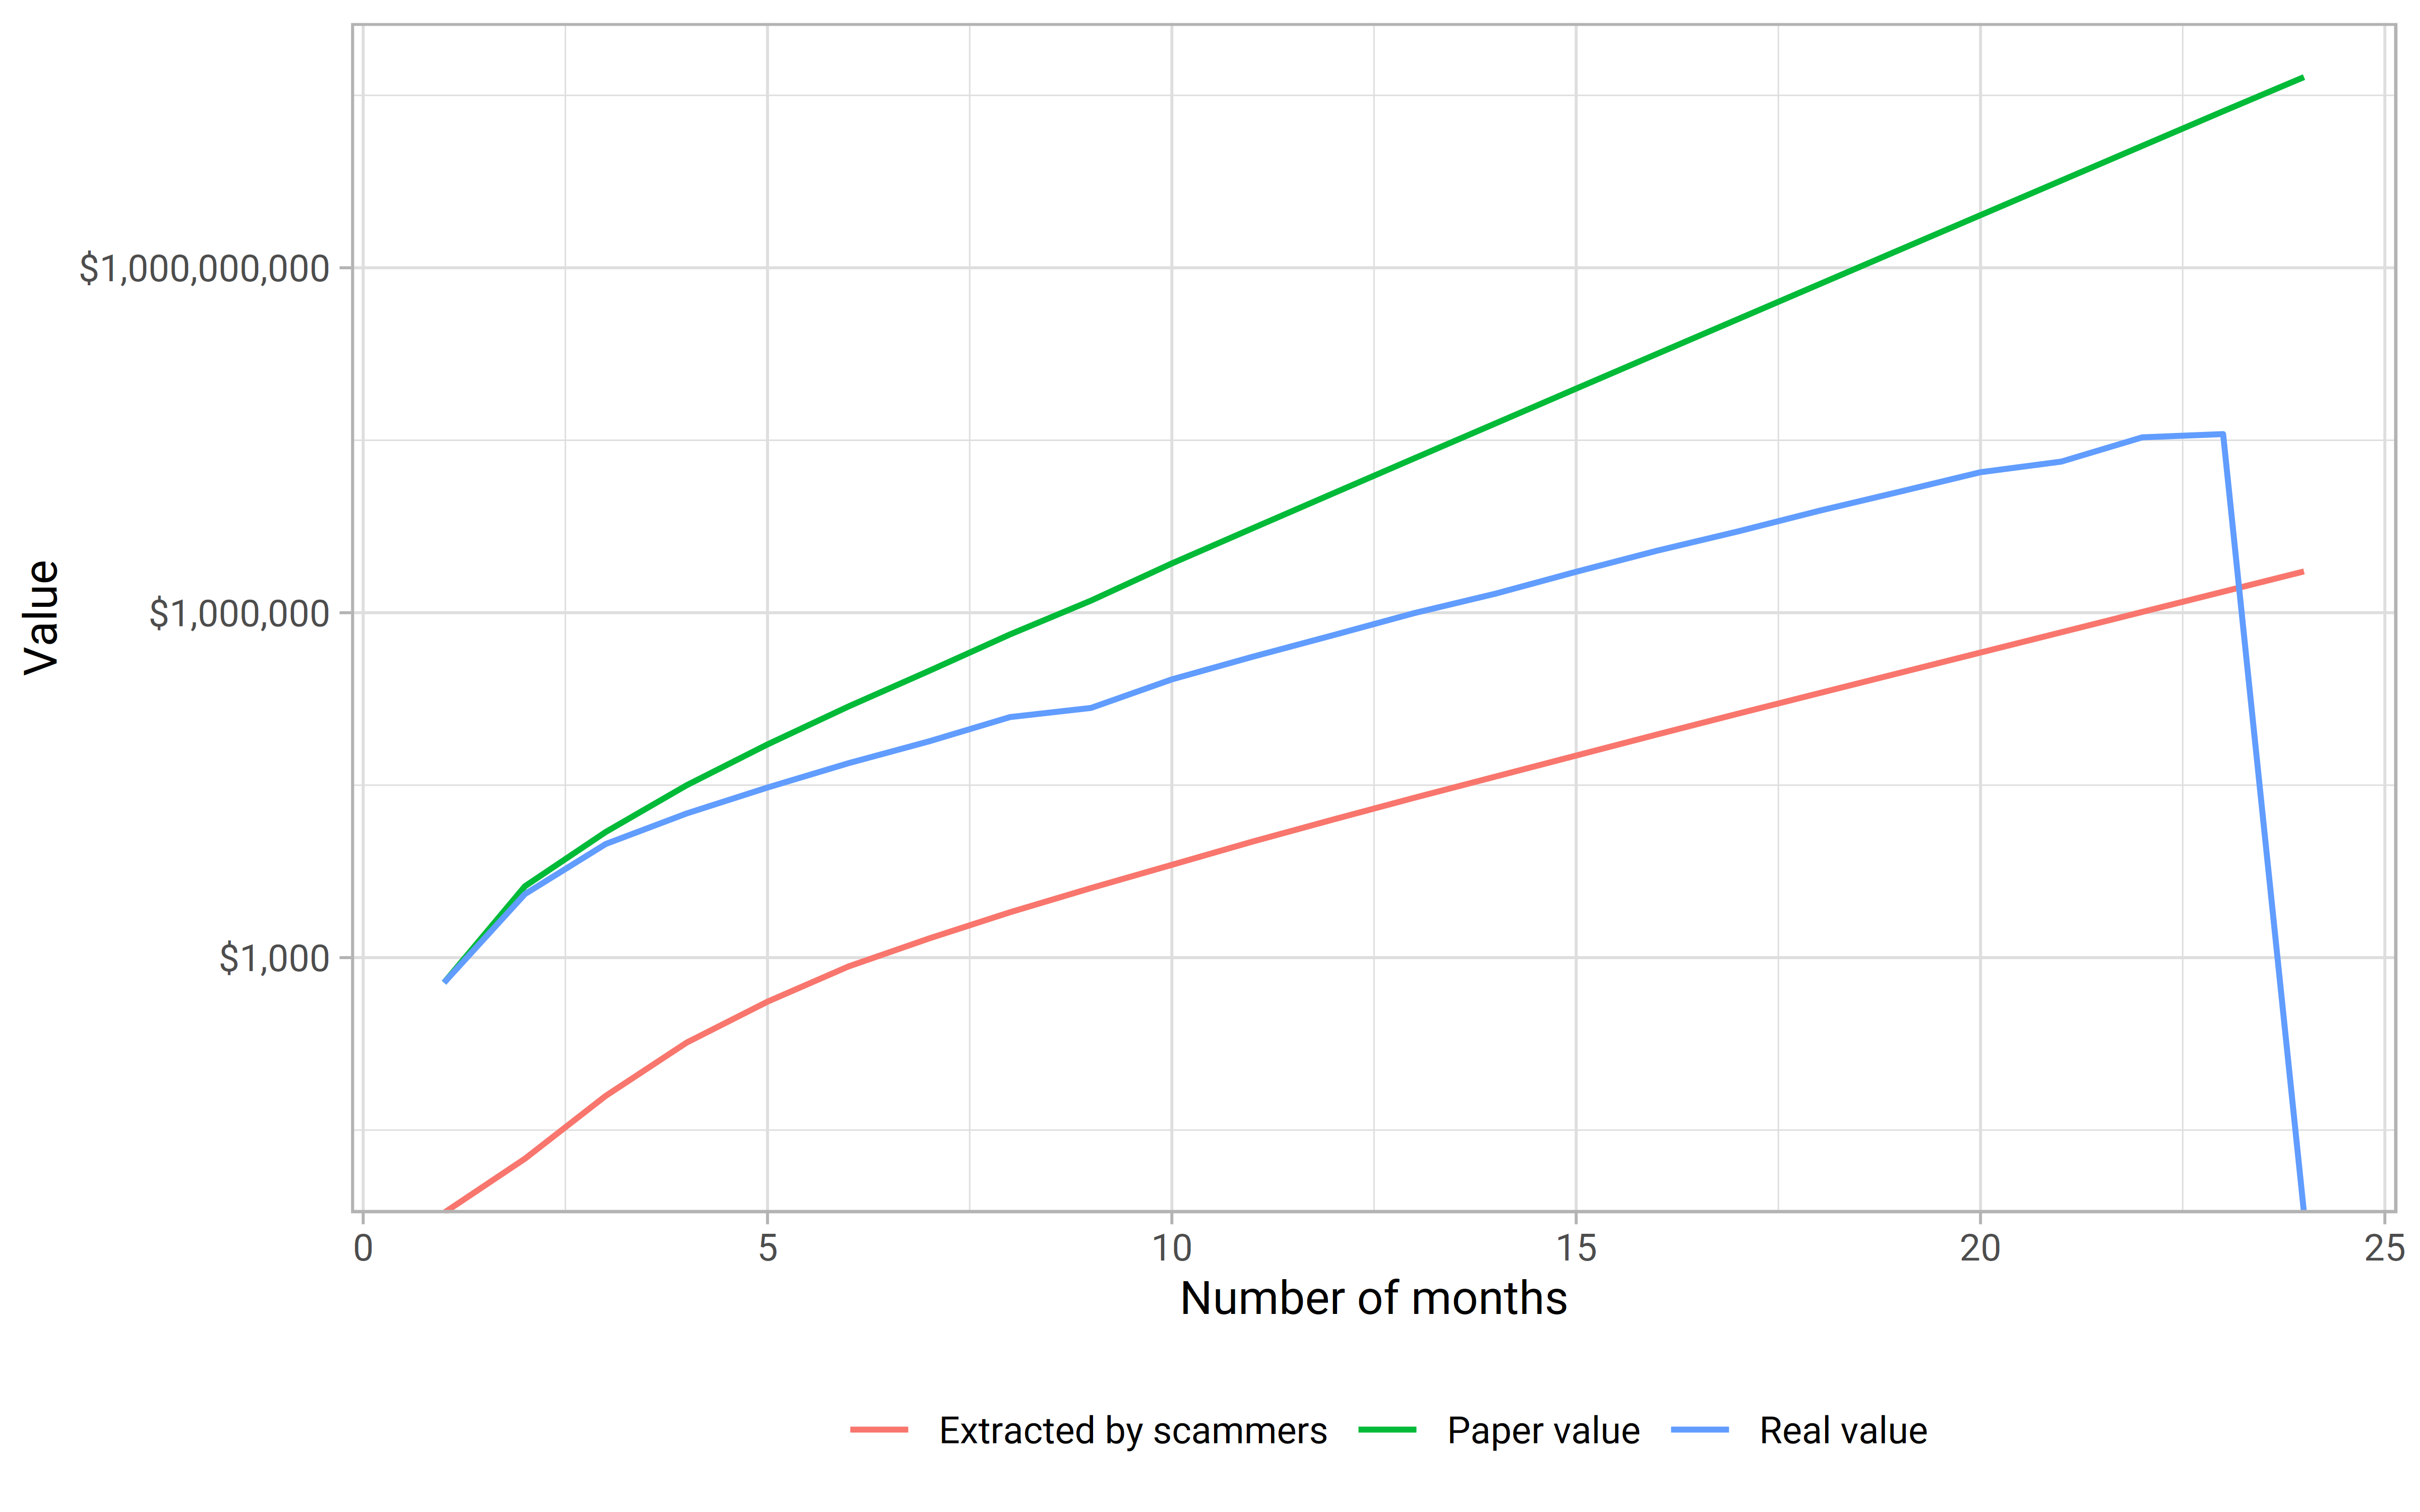 Value
$1,000,000,000
$1,000,000
$1,000
0 5 10 15 20 25
Number of months
Extracted by scammers Paper value Real value